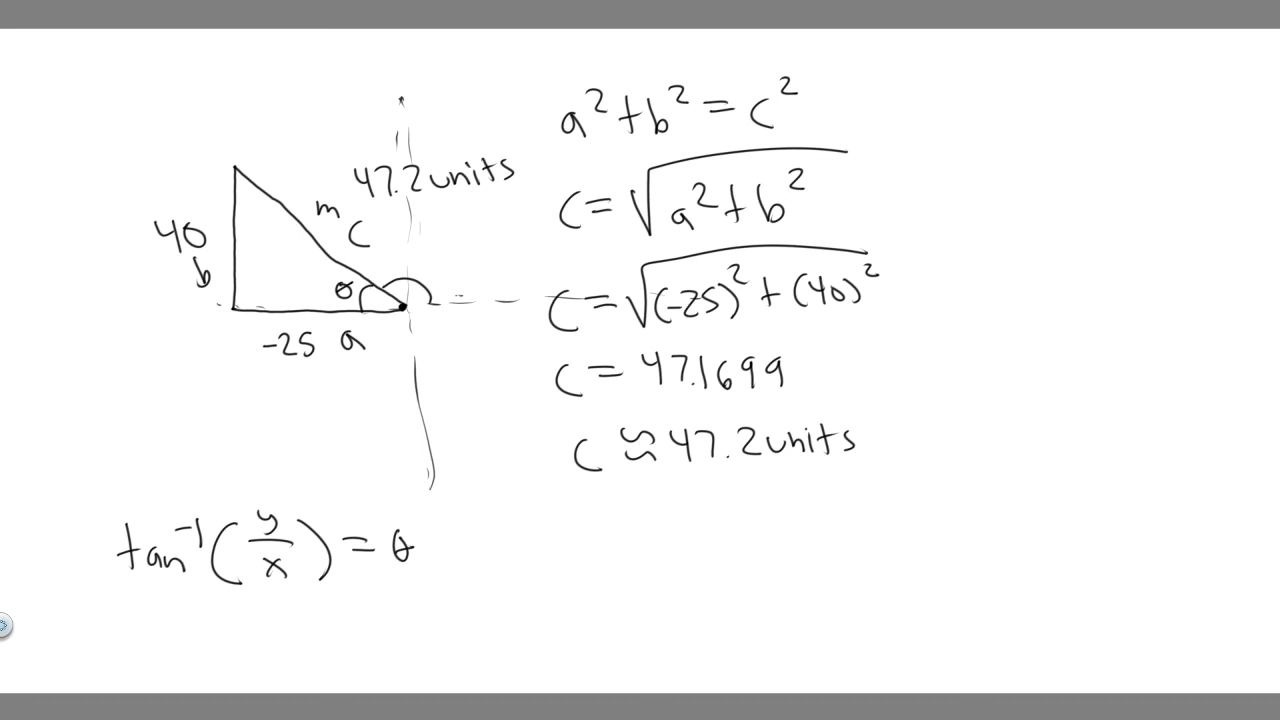 a² + b² = c²
47.2 units
m
c
c = √(a² + b²)
40
b
θ
-25 a
c = √((-25)² + (40)²)
c = 47.1699
c ≈ 47.2 units
tan⁻¹(y/x) = θ